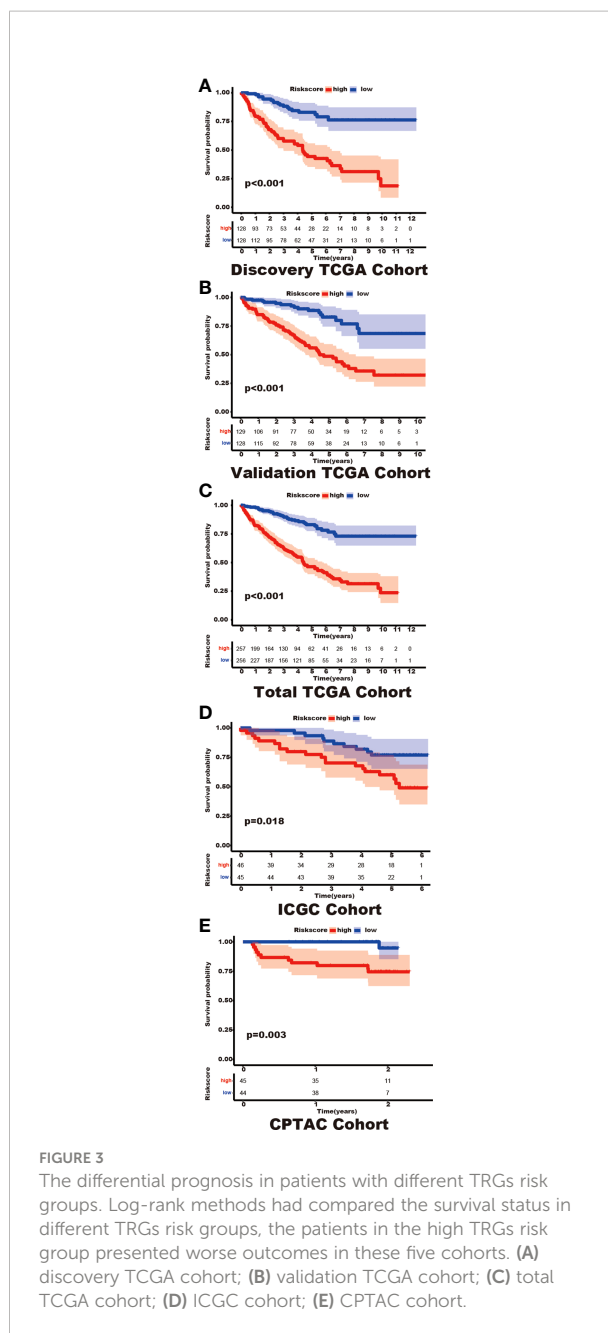 A
Riskscore high low
Survival probability
1.00
0.75
0.50
0.25
0.00
p<0.001
0 1 2 3 4 5 6 7 8 9 10 11 12
Riskscore
high 128 93 73 53 44 28 22 14 10 8 3 2 0
low 128 112 95 78 62 47 31 21 13 10 6 1 1
0 1 2 3 4 5 6 7 8 9 10 11 12
Time(years)
Discovery TCGA Cohort
B
Riskscore high low
Survival probability
1.00
0.75
0.50
0.25
0.00
p<0.001
0 1 2 3 4 5 6 7 8 9 10
Riskscore
high 129 106 91 77 50 34 19 12 6 5 3
low 128 115 92 78 59 38 24 13 10 6 1
0 1 2 3 4 5 6 7 8 9 10
Time(years)
Validation TCGA Cohort
C
Riskscore high low
Survival probability
1.00
0.75
0.50
0.25
0.00
p<0.001
0 1 2 3 4 5 6 7 8 9 10 11 12
Time(years)
Riskscore
high 257 199 164 130 94 62 41 26 16 13 6 2 0
low 256 227 187 156 121 85 55 34 23 16 7 1 1
0 1 2 3 4 5 6 7 8 9 10 11 12
Time(years)
Total TCGA Cohort
D
Riskscore high low
Survival probability
1.00
0.75
0.50
0.25
0.00
p=0.018
0 1 2 3 4 5 6
Time(years)
Riskscore
high 46 39 34 29 28 18 1
low 45 44 43 39 35 22 1
0 1 2 3 4 5 6
Time(years)
ICGC Cohort
E
Riskscore high low
Survival probability
1.00
0.75
0.50
0.25
0.00
p=0.003
0 1 2
Time(years)
Riskscore
high 45 35 11
low 44 38 7
0 1 2
Time(years)
CPTAC Cohort
FIGURE 3
The differential prognosis in patients with different TRGs risk
groups. Log-rank methods had compared the survival status in
different TRGs risk groups, the patients in the high TRGs risk
group presented worse outcomes in these five cohorts. (A)
discovery TCGA cohort; (B) validation TCGA cohort; (C) total
TCGA cohort; (D) ICGC cohort; (E) CPTAC cohort.